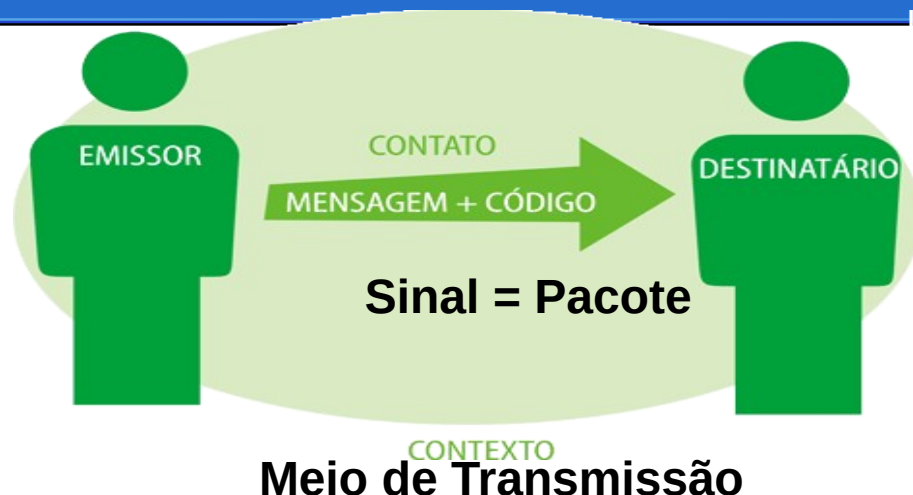 EMISSOR
CONTATO
MENSAGEM + CÓDIGO
DESTINATÁRIO
Sinal = Pacote
CONTEXTO
Meio de Transmissão